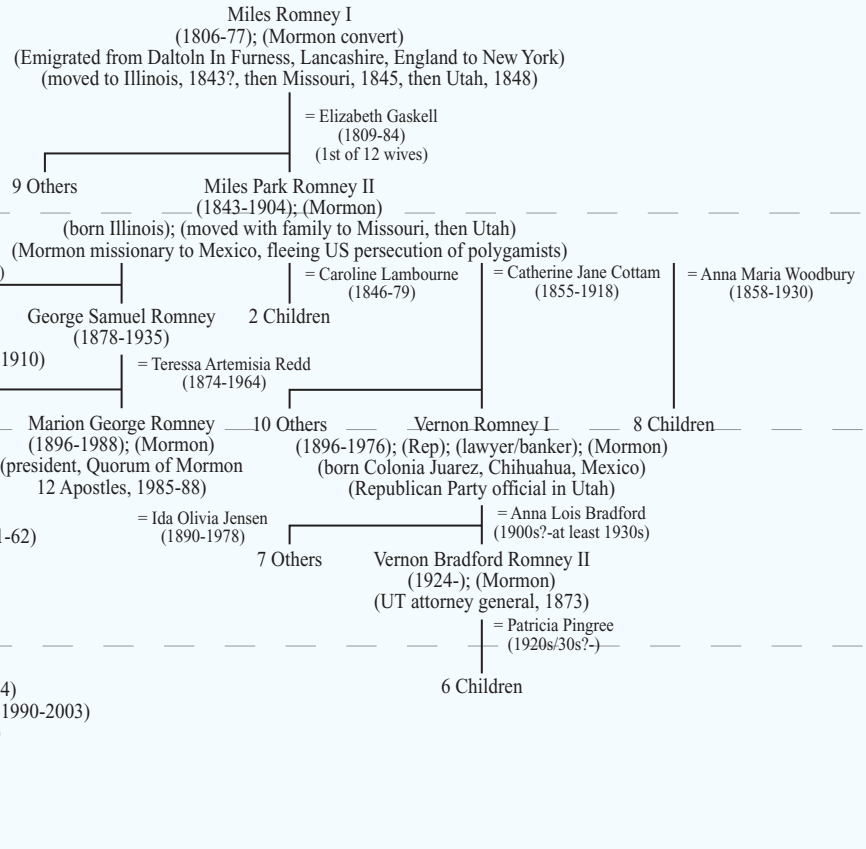 Miles Romney I
(1806-77); (Mormon convert)
(Emigrated from Daltoln In Furness, Lancashire, England to New York)
(moved to Illinois, 1843?, then Missouri, 1845, then Utah, 1848)
= Elizabeth Gaskell
(1809-84)
(1st of 12 wives)
9 Others
Miles Park Romney II
(1843-1904); (Mormon)
(born Illinois); (moved with family to Missouri, then Utah)
(Mormon missionary to Mexico, fleeing US persecution of polygamists)
)
= Caroline Lambourne
(1846-79)
= Catherine Jane Cottam
(1855-1918)
= Anna Maria Woodbury
(1858-1930)
George Samuel Romney
(1878-1935)
2 Children
1910)
= Teressa Artemisia Redd
(1874-1964)
Marion George Romney
(1896-1988); (Mormon)
(president, Quorum of Mormon
12 Apostles, 1985-88)
10 Others
Vernon Romney I
(1896-1976); (Rep); (lawyer/banker); (Mormon)
(born Colonia Juarez, Chihuahua, Mexico)
(Republican Party official in Utah)
8 Children
-62)
= Ida Olivia Jensen
(1890-1978)
= Anna Lois Bradford
(1900s?-at least 1930s)
7 Others
Vernon Bradford Romney II
(1924-); (Mormon)
(UT attorney general, 1873)
= Patricia Pingree
(1920s/30s?-)
6 Children
4)
1990-2003)